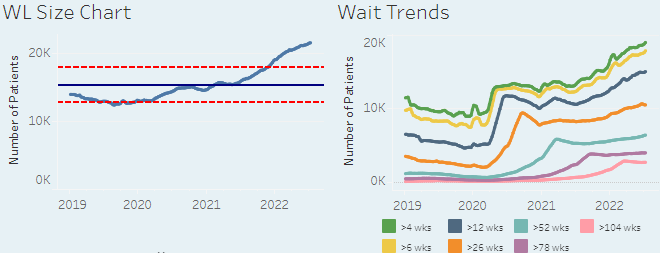 WL Size Chart
Number of Patients
20K
10K
0K
2019 2020 2021 2022
Wait Trends
Number of Patients
20K
10K
0K
2019 2020 2021 2022
>4 wks >12 wks >52 wks >104 wks
>6 wks >26 wks >78 wks